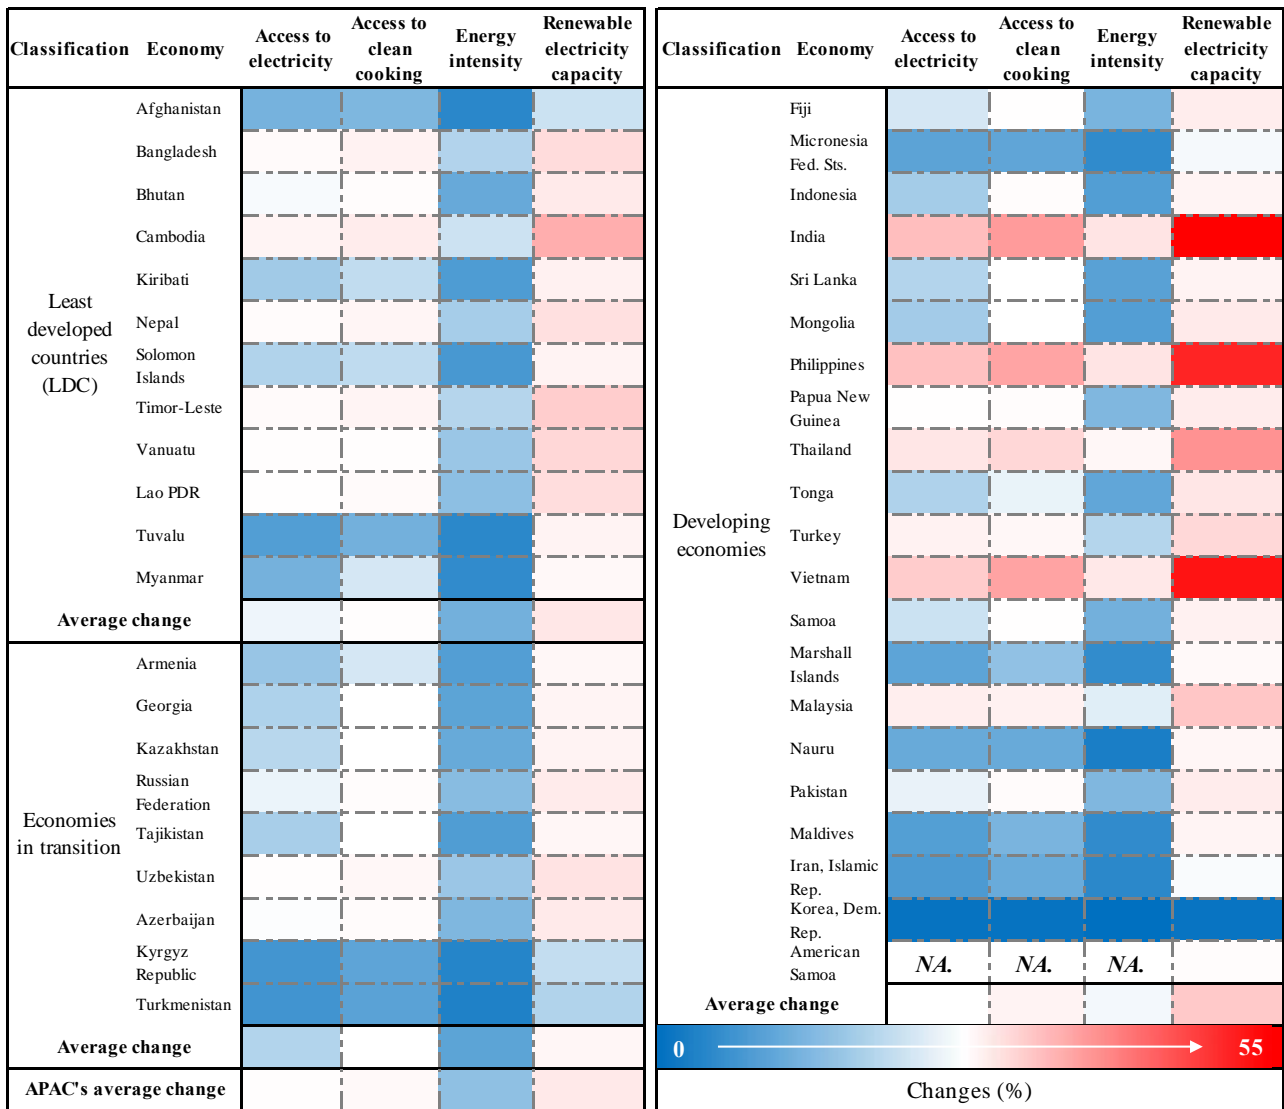 Classification
Economy
Access to
electricity
Access to
clean
cooking
Energy
intensity
Renewable
electricity
capacity
Least
developed
countries
(LDC)
Afghanistan
Bangladesh
Bhutan
Cambodia
Kiribati
Nepal
Solomon
Islands
Timor-Leste
Vanuatu
Lao PDR
Tuvalu
Myanmar
Average change
Economies
in transition
Armenia
Georgia
Kazakhstan
Russian
Federation
Tajikistan
Uzbekistan
Azerbaijan
Kyrgyz
Republic
Turkmenistan
Average change
APAC's average change
Classification
Economy
Access to
electricity
Access to
clean
cooking
Energy
intensity
Renewable
electricity
capacity
Developing
economies
Fiji
Micronesia
Fed. Sts.
Indonesia
India
Sri Lanka
Mongolia
Philippines
Papua New
Guinea
Thailand
Tonga
Turkey
Vietnam
Samoa
Marshall
Islands
Malaysia
Nauru
Pakistan
Maldives
Iran, Islamic
Rep.
Korea, Dem.
Rep.
American
Samoa
NA.
NA.
NA.
Average change
0
55
Changes (%)